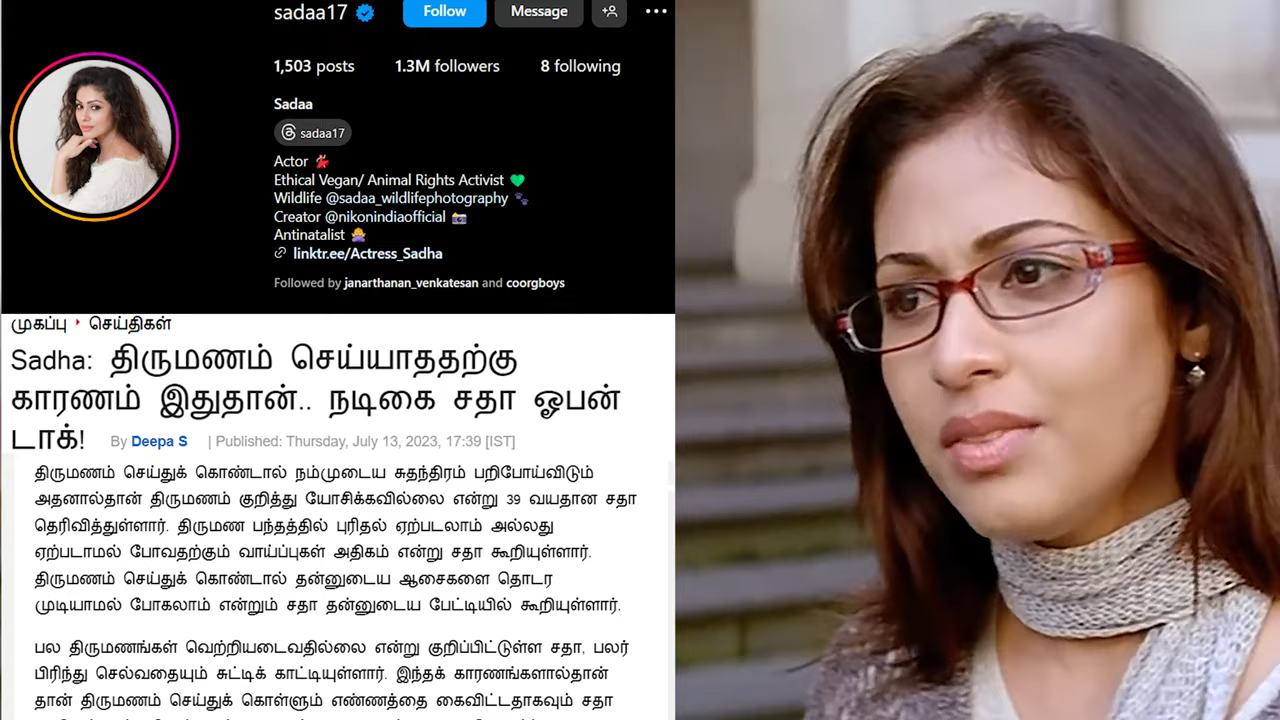 sadaa17
Follow
Message
1,503 posts
1.3M followers
8 following
Sadaa
sadaa17
Actor
Ethical Vegan/ Animal Rights Activist
Wildlife @sadaa_wildlifephotography
Creator @nikonindiaofficial
Antinatalist
linktr.ee/Actress_Sadha
Followed by janarthanan_venkatesan and coorgboys
முகப்பு செய்திகள்
Sadha: திருமணம் செய்யாததற்கு
காரணம் இதுதான்.. நடிகை சதா ஓபன்
டாக்!
By Deepa S | Published: Thursday, July 13, 2023, 17:39 [IST]
திருமணம் செய்துக் கொண்டால் நம்முடைய சுதந்திரம் பறிபோய்விடும்
அதனால்தான் திருமணம் குறித்து யோசிக்கவில்லை என்று 39 வயதான சதா
தெரிவித்துள்ளார். திருமண பந்தத்தில் புரிதல் ஏற்படலாம் அல்லது
ஏற்படாமல் போவதற்கும் வாய்ப்புகள் அதிகம் என்று சதா கூறியுள்ளார்.
திருமணம் செய்துக் கொண்டால் தன்னுடைய ஆசைகளை தொடர
முடியாமல் போகலாம் என்றும் சதா தன்னுடைய பேட்டியில் கூறியுள்ளார்.
பல திருமணங்கள் வெற்றியடைவதில்லை என்று குறிப்பிட்டுள்ள சதா, பலர்
பிரிந்து செல்வதையும் சுட்டிக் காட்டியுள்ளார். இந்தக் காரணங்களால்தான்
தான் திருமணம் செய்துக் கொள்ளும் எண்ணத்தை கைவிட்டதாகவும் சதா